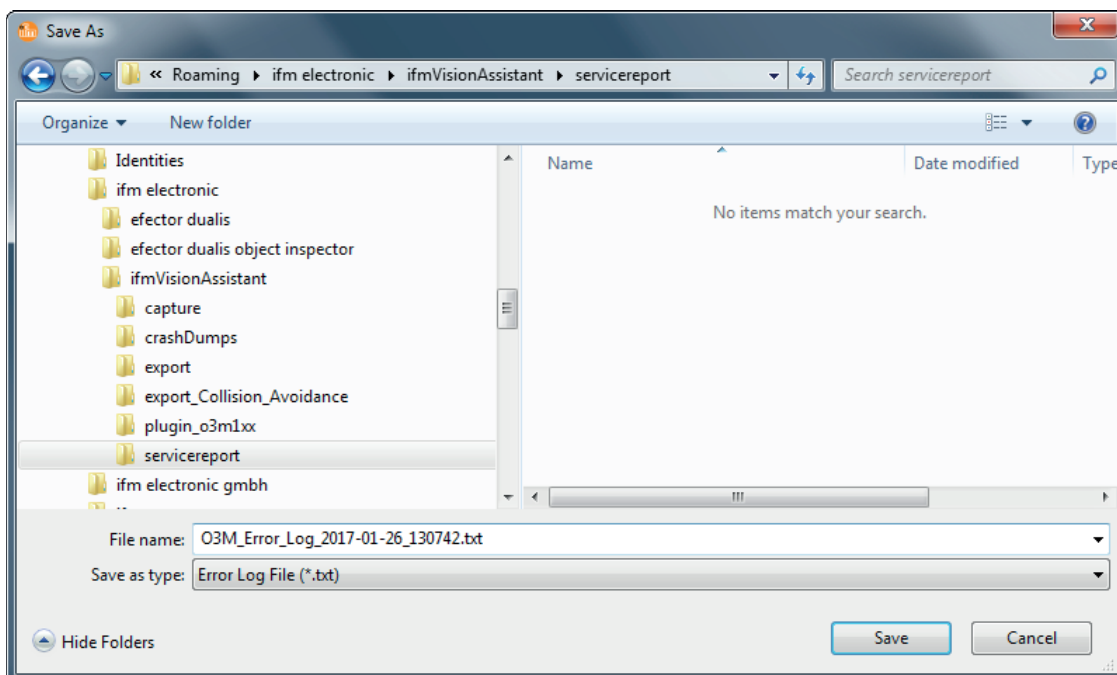 Save As
« Roaming ▸ ifm electronic ▸ ifmVisionAssistant ▸ servicereport
Search servicereport
Organize
New folder
Identities
ifm electronic
efector dualis
efector dualis object inspector
ifmVisionAssistant
capture
crashDumps
export
export_Collision_Avoidance
plugin_o3m1xx
servicereport
ifm electronic gmbh
Name
Date modified
Type
No items match your search.
File name: O3M_Error_Log_2017-01-26_130742.txt
Save as type: Error Log File (*.txt)
Hide Folders
Save
Cancel